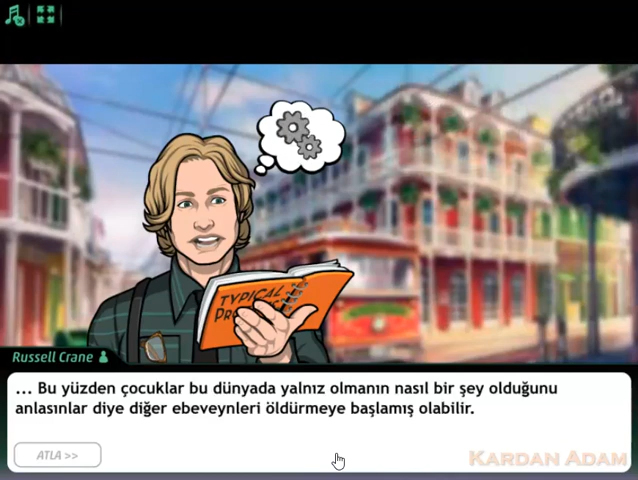 TYPICAL
Russell Crane
... Bu yüzden çocuklar bu dünyada yalnız olmanın nasıl bir şey olduğunu
anlasınlar diye diğer ebeveynleri öldürmeye başlamış olabilir.
ATLA >>
KARDAN ADAM